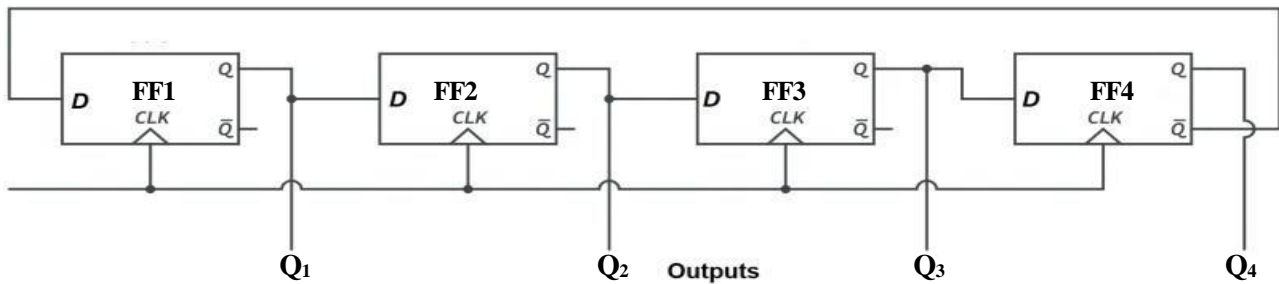 Q Q Q Q
D FF1 D FF2 D FF3 D FF4
CLK Q̅ CLK Q̅ CLK Q̅ CLK Q̅
Q₁ Q₂ Outputs Q₃ Q₄